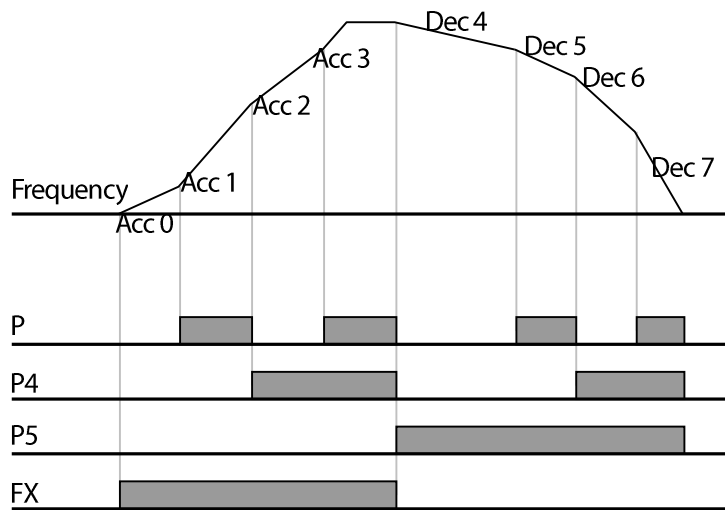 Dec 4
Dec 5
Acc 3
Dec 6
Acc 2
Dec 7
Acc 1
Frequency
Acc 0
P
P4
P5
FX